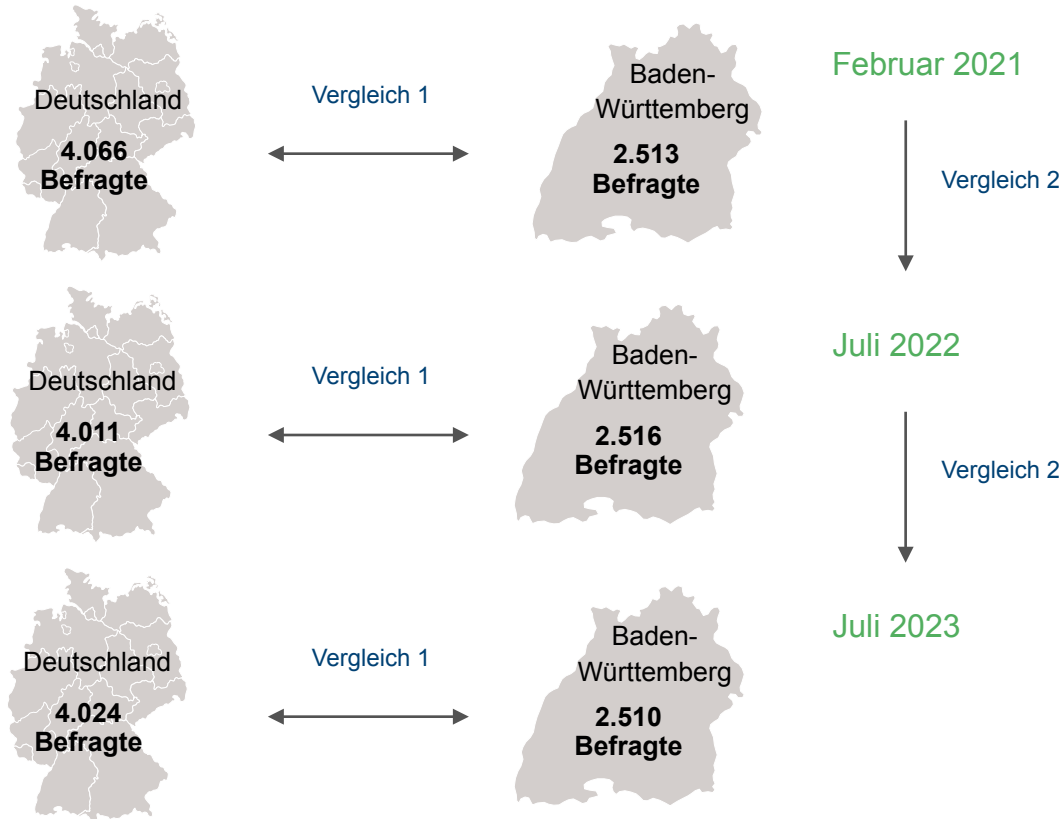 Deutschland
4.066
Befragte
Vergleich 1
Baden-
Württemberg
2.513
Befragte
Februar 2021
Vergleich 2
Deutschland
4.011
Befragte
Vergleich 1
Baden-
Württemberg
2.516
Befragte
Juli 2022
Vergleich 2
Deutschland
4.024
Befragte
Vergleich 1
Baden-
Württemberg
2.510
Befragte
Juli 2023